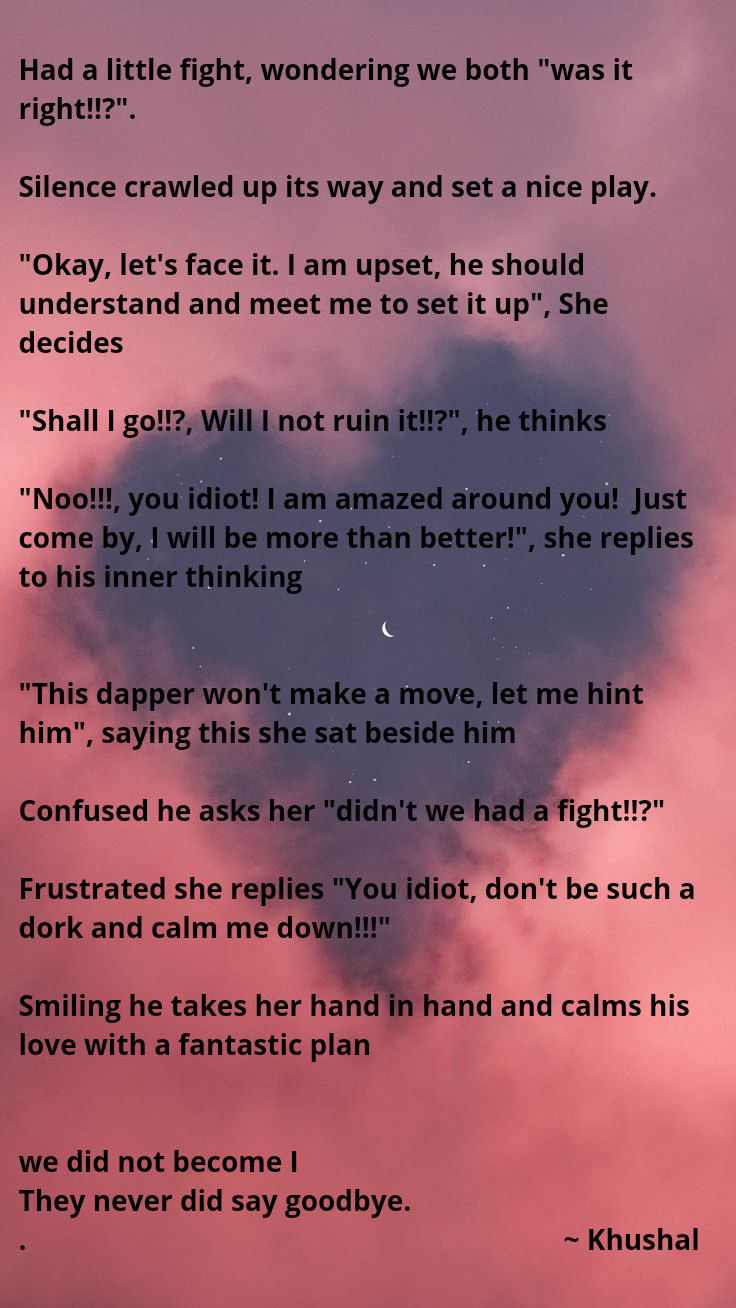 Had a little fight, wondering we both "was it
right!!?".
Silence crawled up its way and set a nice play.
"Okay, let's face it. I am upset, he should
understand and meet me to set it up", She
decides
"Shall I go!!?, Will I not ruin it!!?", he thinks
"Noo!!!, you idiot! I am amazed around you!  Just
come by, I will be more than better!", she replies
to his inner thinking
"This dapper won't make a move, let me hint
him", saying this she sat beside him
Confused he asks her "didn't we had a fight!!?"
Frustrated she replies "You idiot, don't be such a
dork and calm me down!!!"
Smiling he takes her hand in hand and calms his
love with a fantastic plan
we did not become I
They never did say goodbye.
. ~ Khushal